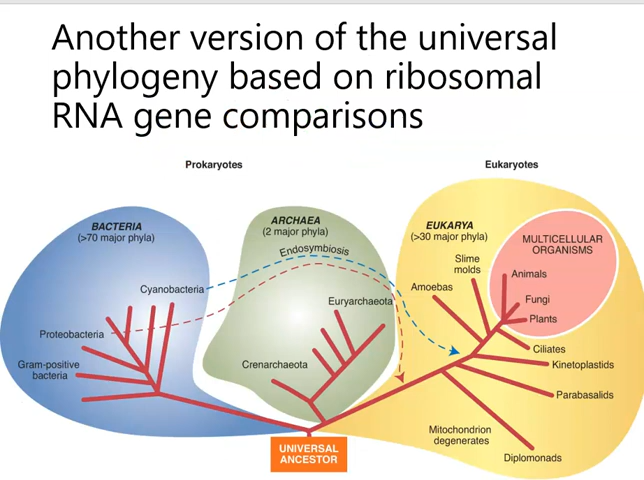 Another version of the universal
phylogeny based on ribosomal
RNA gene comparisons
Prokaryotes
Eukaryotes
BACTERIA
(>70 major phyla)
ARCHAEA
(2 major phyla)
EUKARYA
(>30 major phyla)
MULTICELLULAR
ORGANISMS
Endosymbiosis
Slime
molds
Animals
Cyanobacteria
Amoebas
Euryarchaeota
Fungi
Plants
Proteobacteria
Ciliates
Gram-positive
bacteria
Crenarchaeota
Kinetoplastids
Parabasalids
Mitochondrion
degenerates
UNIVERSAL
ANCESTOR
Diplomonads